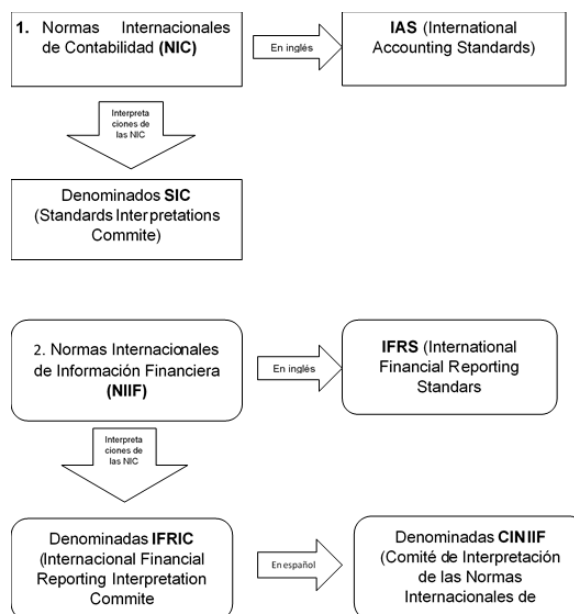 1. Normas Internacionales
de Contabilidad (NIC)
En inglés
IAS (International
Accounting Standards)
Interpreta
ciones de
las NIC
Denominados SIC
(Standards Interpretations
Commite)
2. Normas Internacionales
de Información Financiera
(NIIF)
En inglés
IFRS (International
Financial Reporting
Standars
Interpreta
ciones de
las NIC
Denominadas IFRIC
(Internacional Financial
Reporting Interpretation
Commite
En español
Denominadas CINIIF
(Comité de Interpretación
de las Normas
Internacionales de